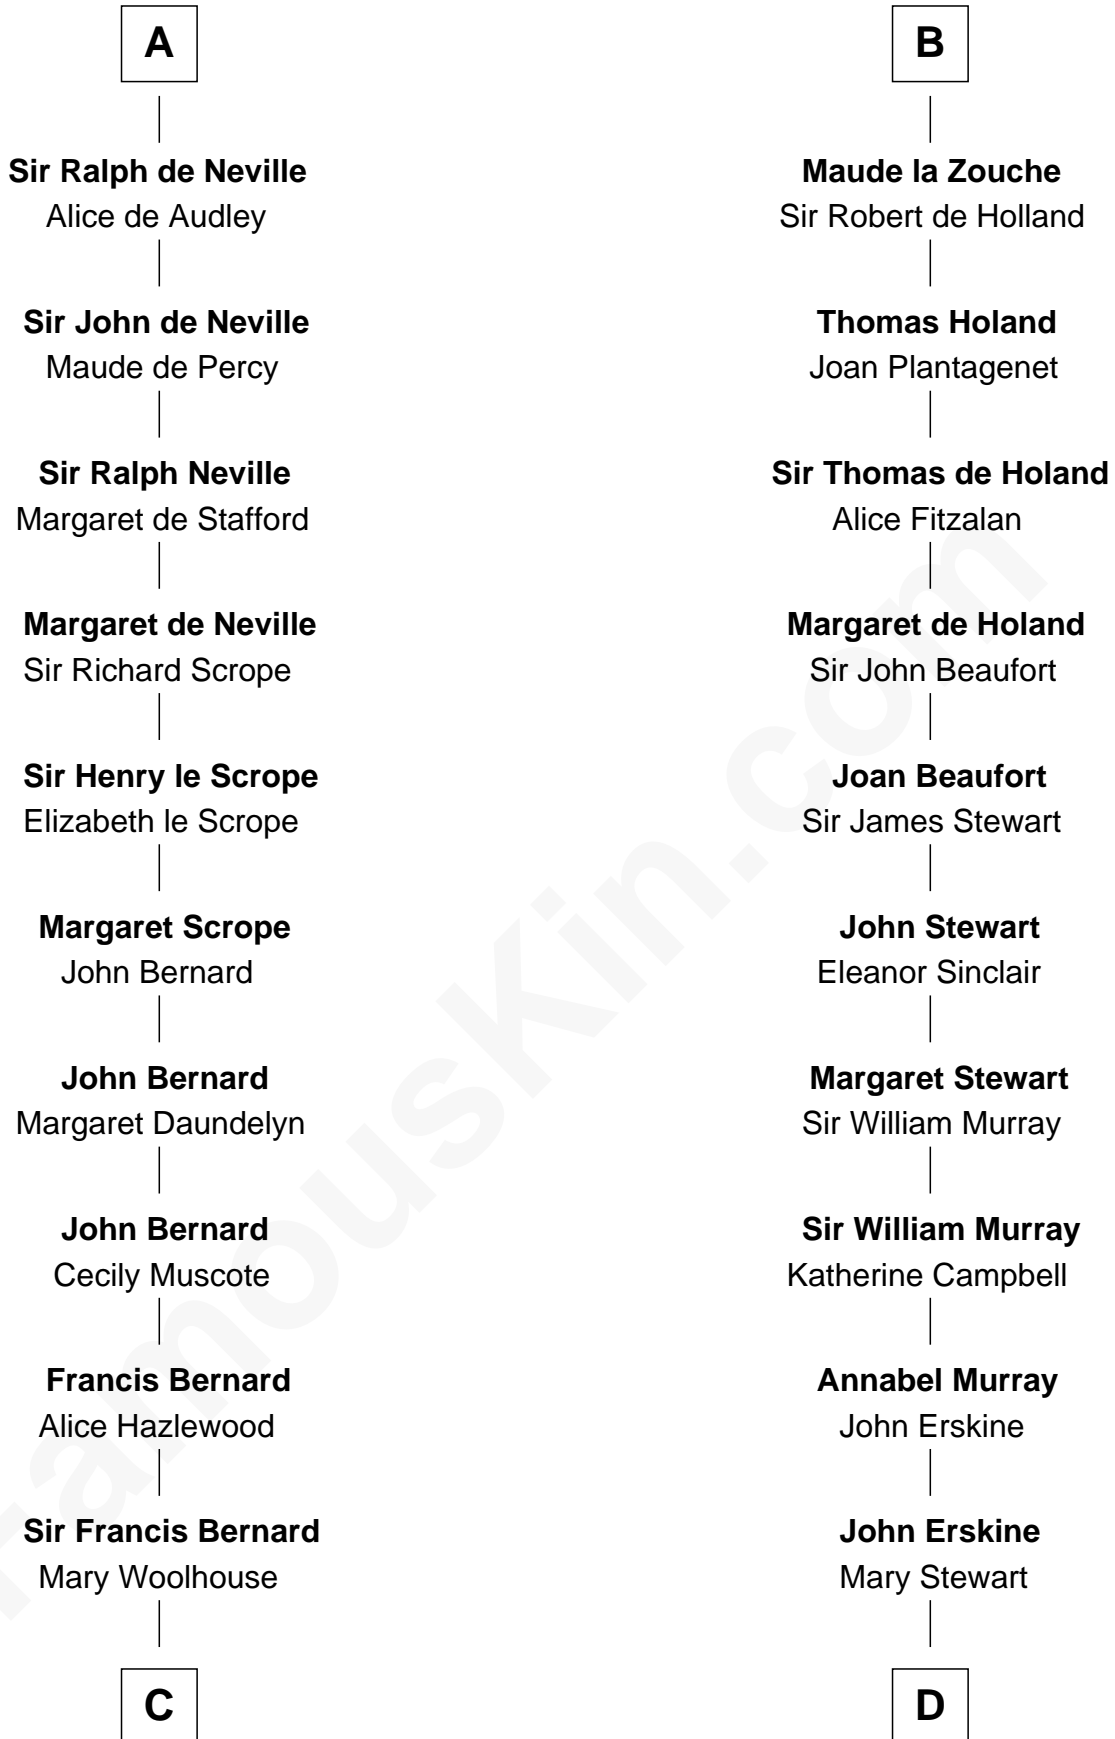 A
Sir Ralph de Neville
Alice de Audley
Sir John de Neville
Maude de Percy
Sir Ralph Neville
Margaret de Stafford
Margaret de Neville
Sir Richard Scrope
Sir Henry le Scrope
Elizabeth le Scrope
Margaret Scrope
John Bernard
John Bernard
Margaret Daundelyn
John Bernard
Cecily Muscote
Francis Bernard
Alice Hazlewood
Sir Francis Bernard
Mary Woolhouse
C
B
Maude la Zouche
Sir Robert de Holland
Thomas Holand
Joan Plantagenet
Sir Thomas de Holand
Alice Fitzalan
Margaret de Holand
Sir John Beaufort
Joan Beaufort
Sir James Stewart
John Stewart
Eleanor Sinclair
Margaret Stewart
Sir William Murray
Sir William Murray
Katherine Campbell
Annabel Murray
John Erskine
John Erskine
Mary Stewart
D
FamousKin.com